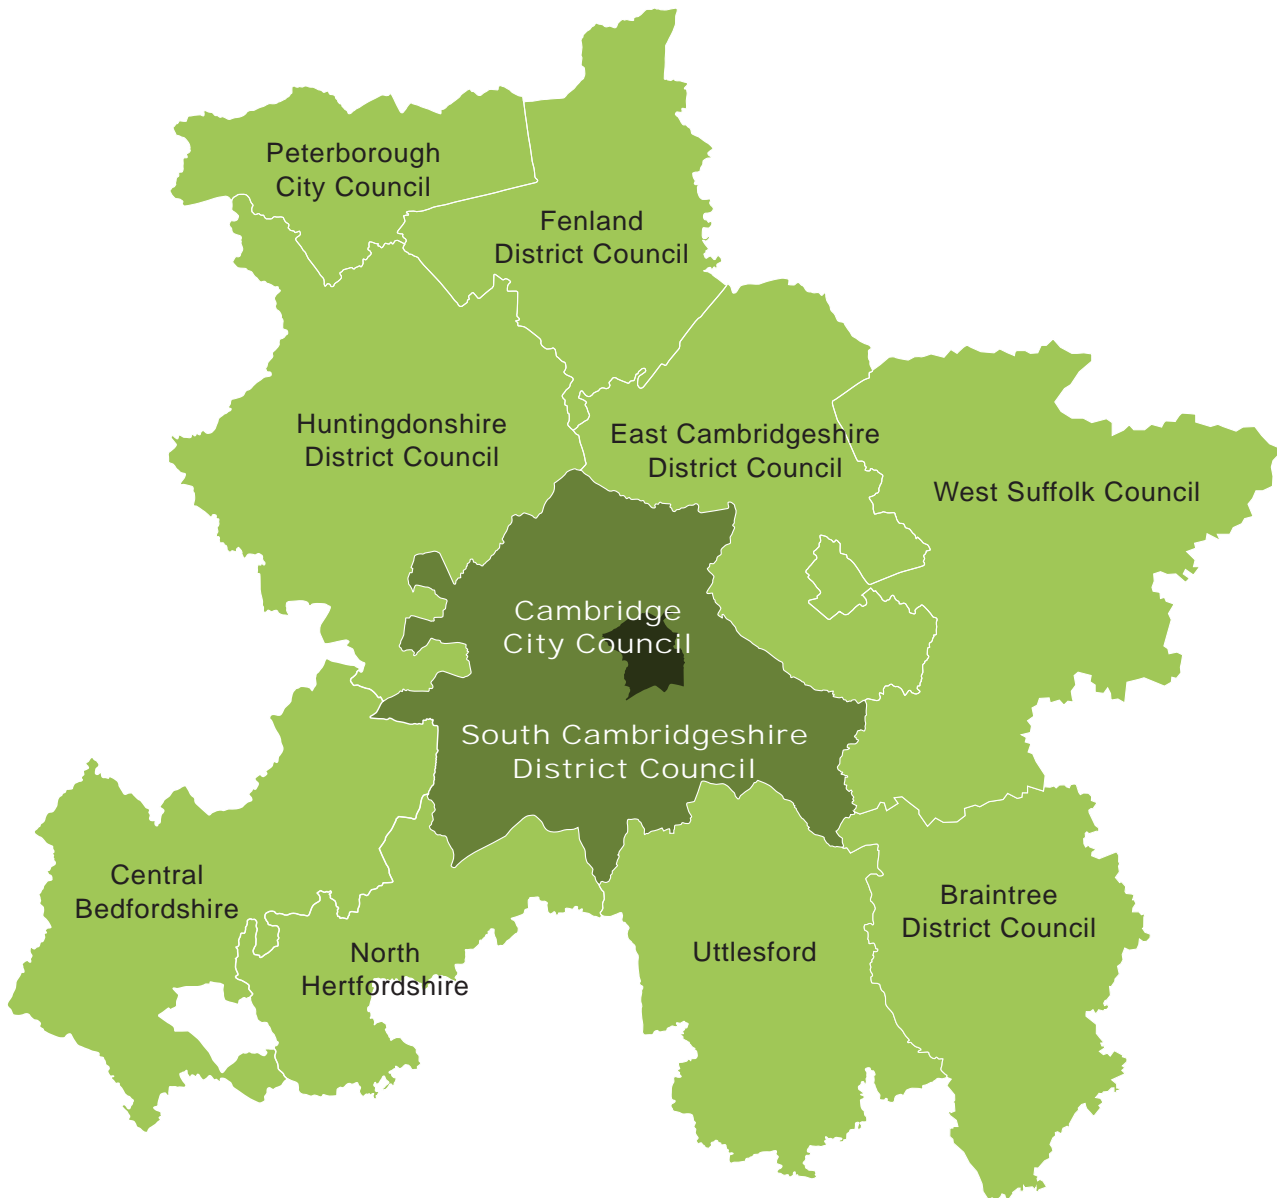 Peterborough
City Council
Fenland
District Council
Huntingdonshire
District Council
East Cambridgeshire
District Council
West Suffolk Council
Cambridge
City Council
South Cambridgeshire
District Council
Central
Bedfordshire
North
Hertfordshire
Uttlesford
Braintree
District Council